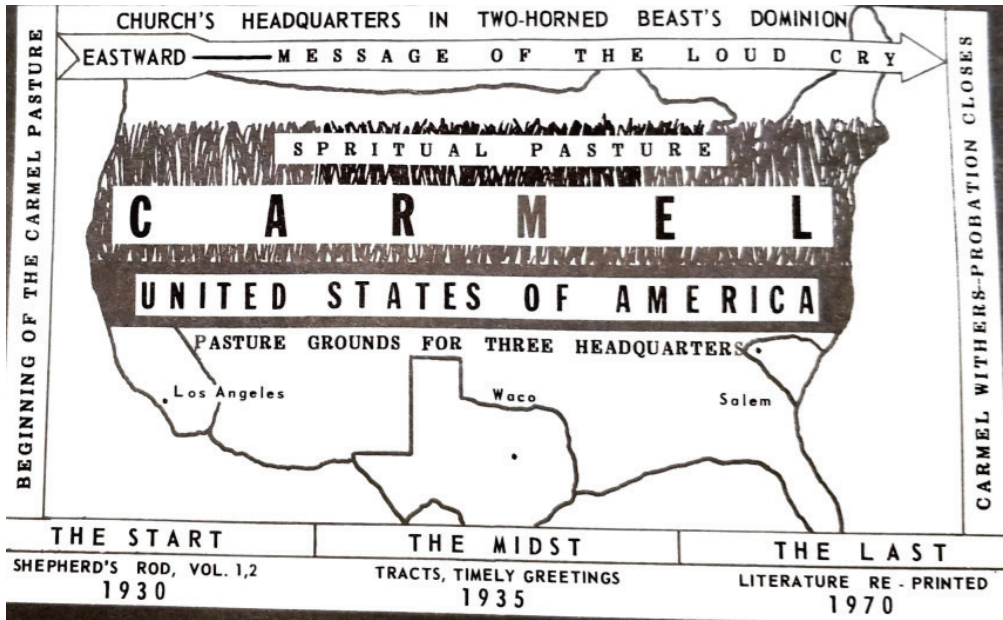 CHURCH'S HEADQUARTERS IN TWO-HORNED BEAST'S DOMINION
EASTWARD — MESSAGE OF THE LOUD CRY
BEGINNING OF THE CARMEL PASTURE
CARMEL WITHERS--PROBATION CLOSES
SPRITUAL PASTURE
CARMEL
UNITED STATES OF AMERICA
PASTURE GROUNDS FOR THREE HEADQUARTERS
Los Angeles
Waco
Salem
THE START
THE MIDST
THE LAST
SHEPHERD'S ROD, VOL. 1,2
TRACTS, TIMELY GREETINGS
LITERATURE RE - PRINTED
1930
1935
1970